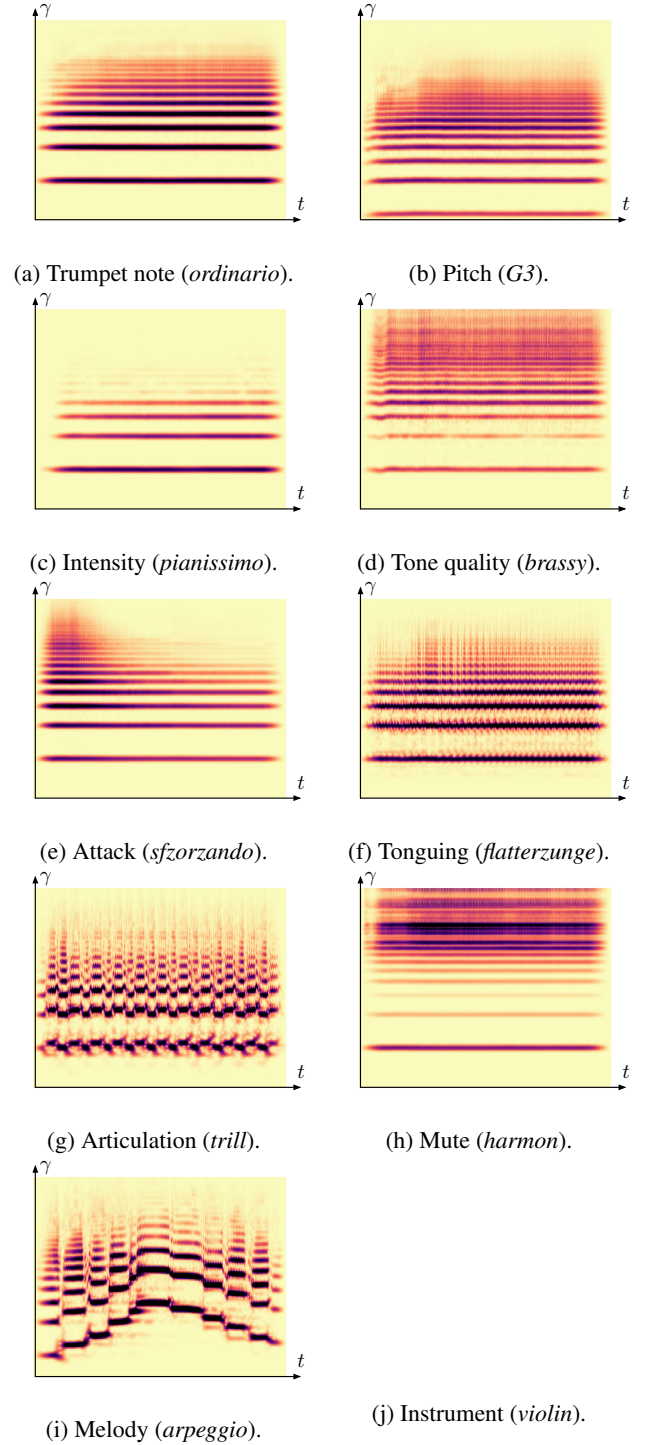 γ γ
t t
(a) Trumpet note (ordinario). (b) Pitch (G3).
γ γ
t t
(c) Intensity (pianissimo). (d) Tone quality (brassy).
γ γ
t t
(e) Attack (sfzorzando). (f) Tonguing (flatterzunge).
γ γ
t t
(g) Articulation (trill). (h) Mute (harmon).
γ
t
(j) Instrument (violin).
(i) Melody (arpeggio).